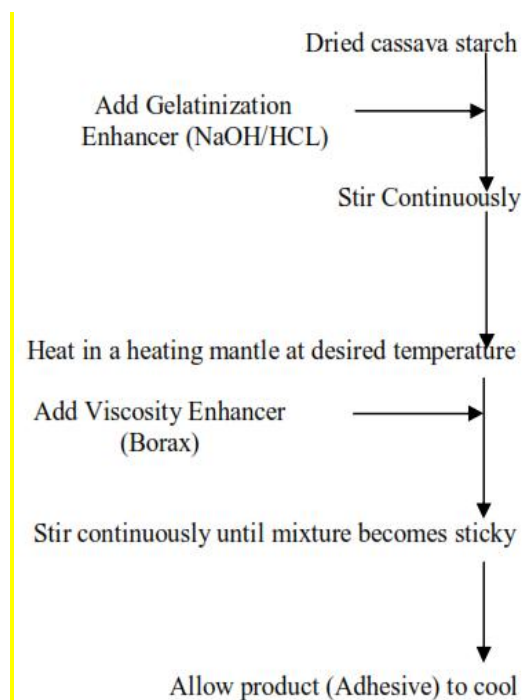 Dried cassava starch
Add Gelatinization
Enhancer (NaOH/HCL)
Stir Continuously
Heat in a heating mantle at desired temperature
Add Viscosity Enhancer
(Borax)
Stir continuously until mixture becomes sticky
Allow product (Adhesive) to cool